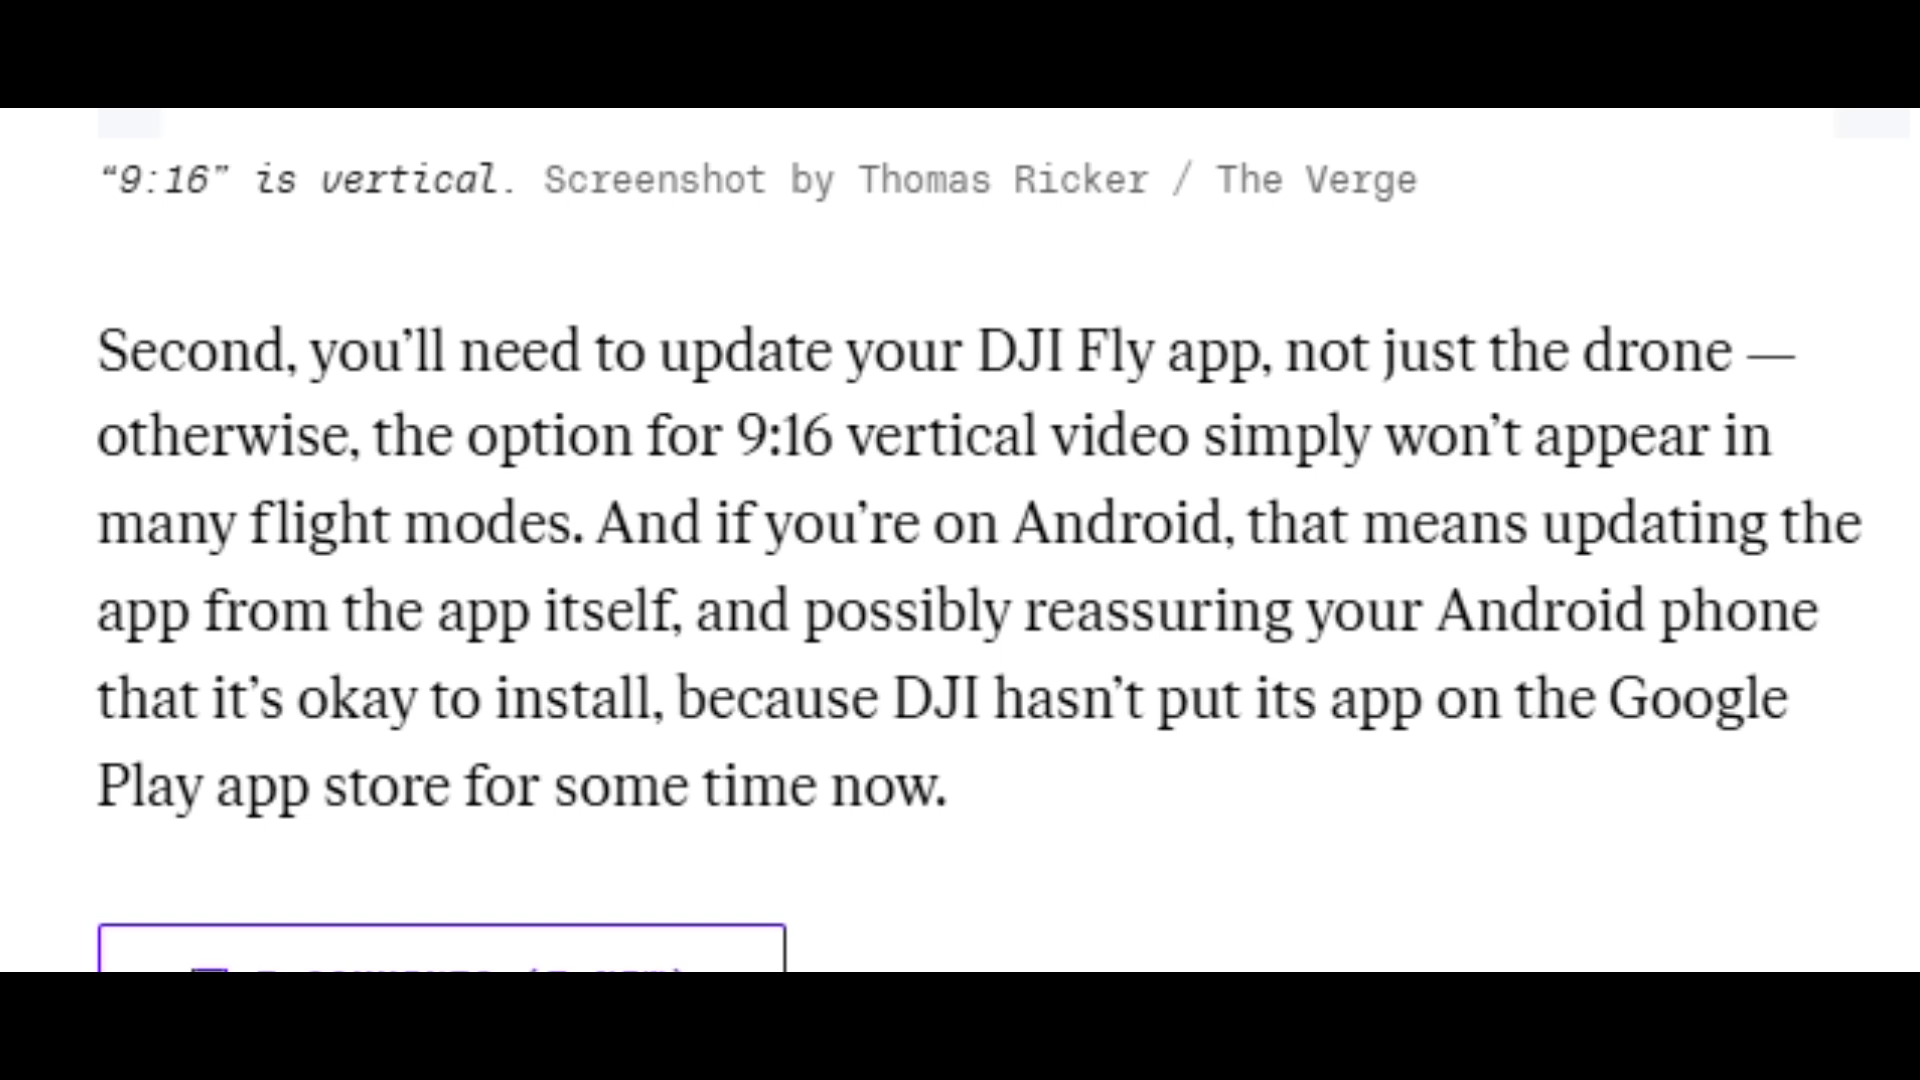 “9:16” is vertical. Screenshot by Thomas Ricker / The Verge
Second, you’ll need to update your DJI Fly app, not just the drone —
otherwise, the option for 9:16 vertical video simply won’t appear in
many flight modes. And if you’re on Android, that means updating the
app from the app itself, and possibly reassuring your Android phone
that it’s okay to install, because DJI hasn’t put its app on the Google
Play app store for some time now.